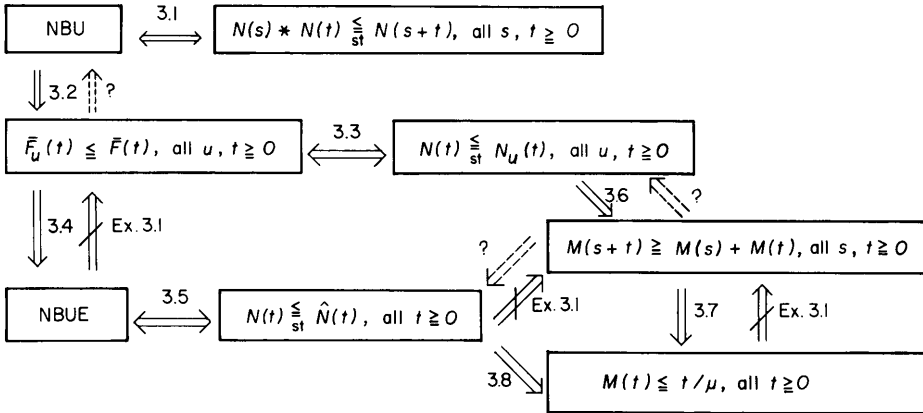 3.1
NBU
N(s) * N(t) ≦st N(s+t), all s, t ≧ 0
3.2
?
3.3
F̄u(t) ≦ F̄(t), all u, t ≧ 0
N(t) ≦st Nu(t), all u, t ≧ 0
3.6
?
3.4
Ex. 3.1
?
M(s+t) ≧ M(s) + M(t), all s, t ≧ 0
3.5
NBUE
N(t) ≦st N̂(t), all t ≧ 0
Ex. 3.1
3.7
Ex. 3.1
3.8
M(t) ≦ t/μ, all t ≧ 0